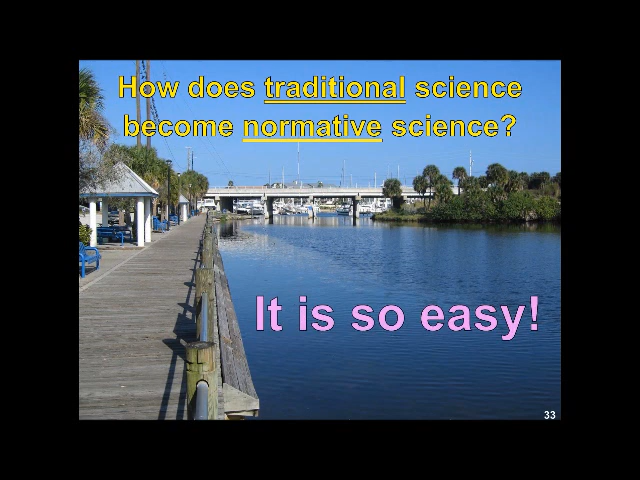 How does traditional science
become normative science?
It is so easy!
33